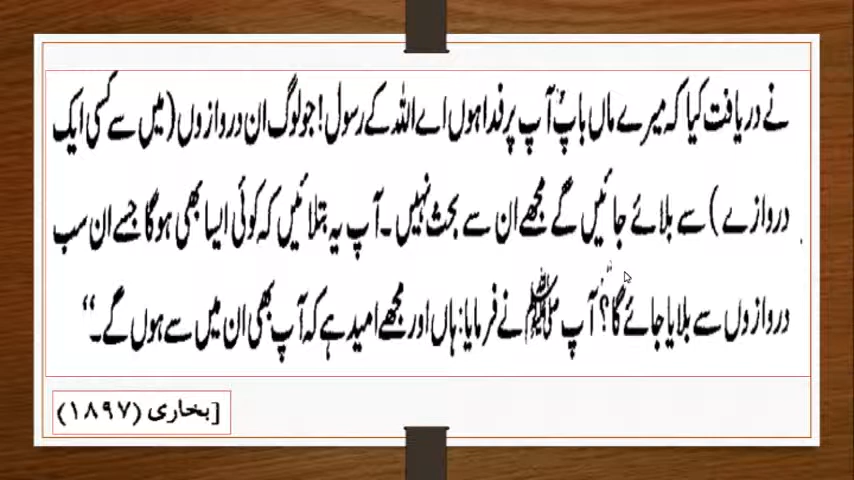 نے دریافت کیا کہ میرے ماں باپ آپ پر فدا ہوں اے اللہ کے رسول! جو لوگ ان دروازوں (میں سے کسی ایک
دروازے) سے بلائے جائیں گے مجھے ان سے بحث نہیں۔ آپ یہ بتلائیں کہ کوئی ایسا بھی ہوگا جسے ان سب
دروازوں سے بلایا جائے گا؟ آپ ﷺ نے فرمایا: ہاں اور مجھے امید ہے کہ آپ بھی ان میں سے ہوں گے۔“
[بخاری (۱۸۹۷)